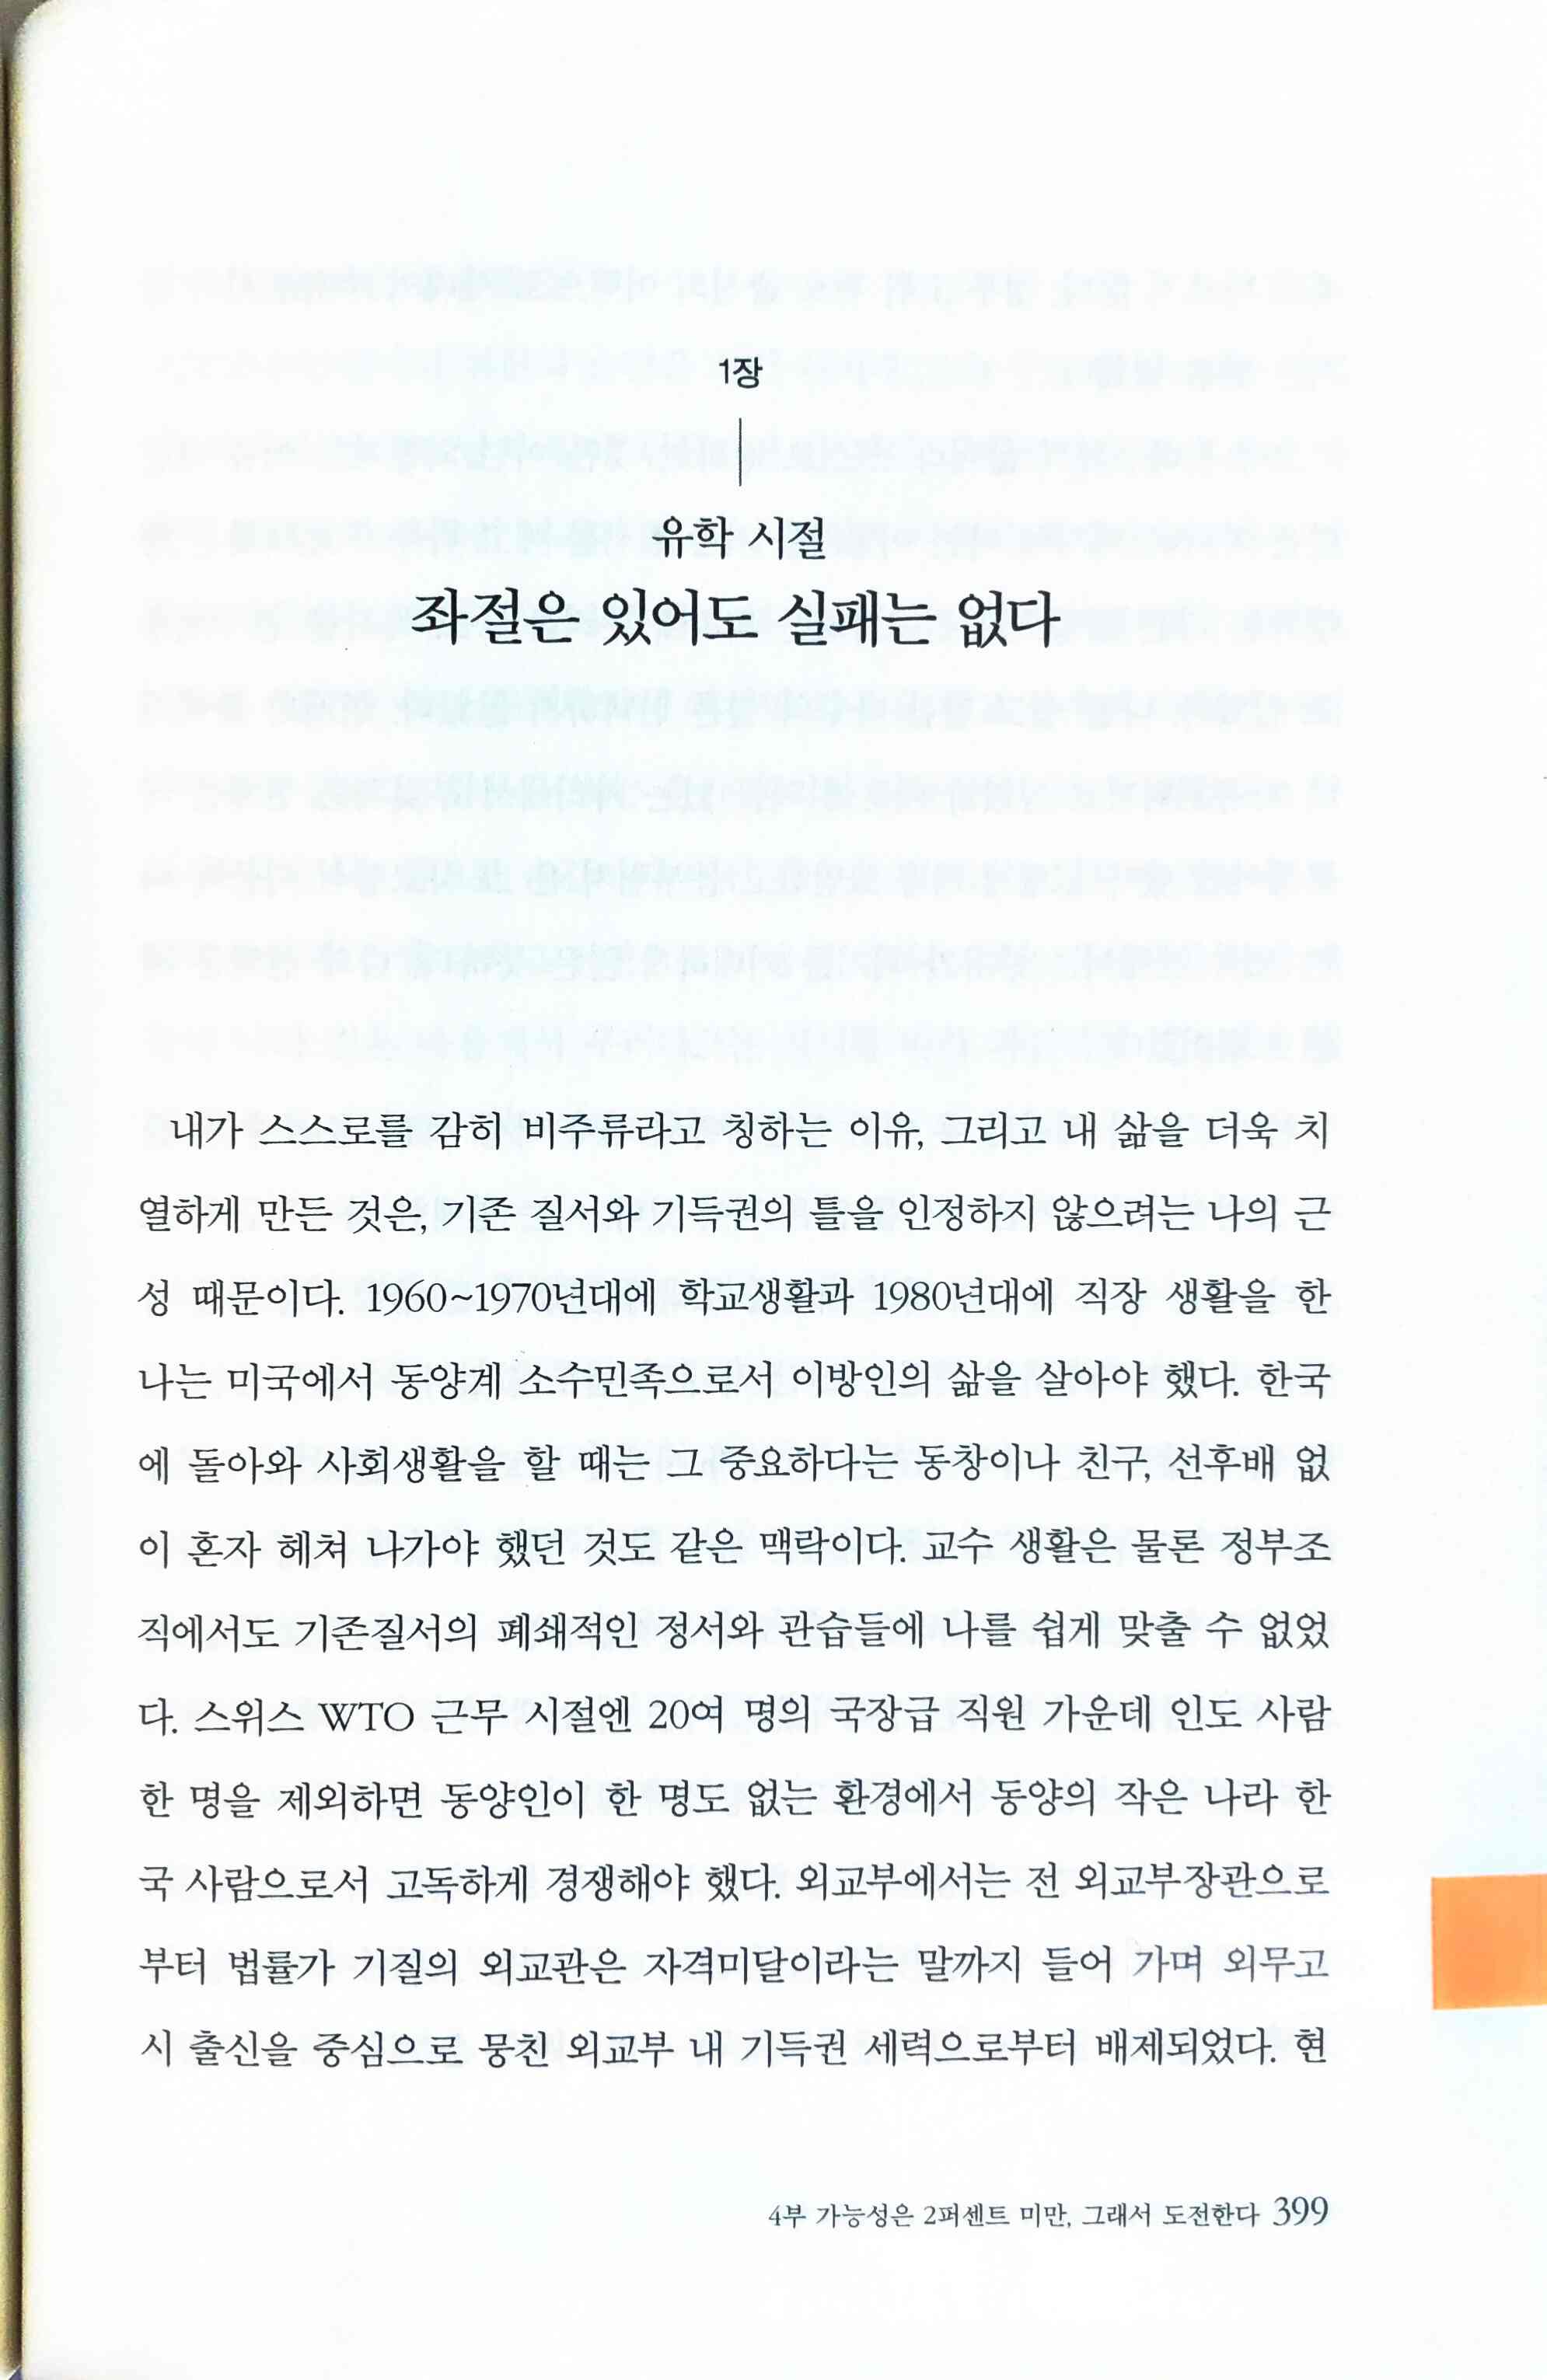 1장
유학 시절
좌절은 있어도 실패는 없다
내가 스스로를 감히 비주류라고 칭하는 이유, 그리고 내 삶을 더욱 치
열하게 만든 것은, 기존 질서와 기득권의 틀을 인정하지 않으려는 나의 근
성 때문이다. 1960~1970년대에 학교생활과 1980년대에 직장 생활을 한
나는 미국에서 동양계 소수민족으로서 이방인의 삶을 살아야 했다. 한국
에 돌아와 사회생활을 할 때는 그 중요하다는 동창이나 친구, 선후배 없
이 혼자 헤쳐 나가야 했던 것도 같은 맥락이다. 교수 생활은 물론 정부조
직에서도 기존질서의 폐쇄적인 정서와 관습들에 나를 쉽게 맞출 수 없었
다. 스위스 WTO 근무 시절엔 20여 명의 국장급 직원 가운데 인도 사람
한 명을 제외하면 동양인이 한 명도 없는 환경에서 동양의 작은 나라 한
국 사람으로서 고독하게 경쟁해야 했다. 외교부에서는 전 외교부장관으로
부터 법률가 기질의 외교관은 자격미달이라는 말까지 들어 가며 외무고
시 출신을 중심으로 뭉친 외교부 내 기득권 세력으로부터 배제되었다. 현
4부 가능성은 2퍼센트 미만, 그래서 도전한다 399